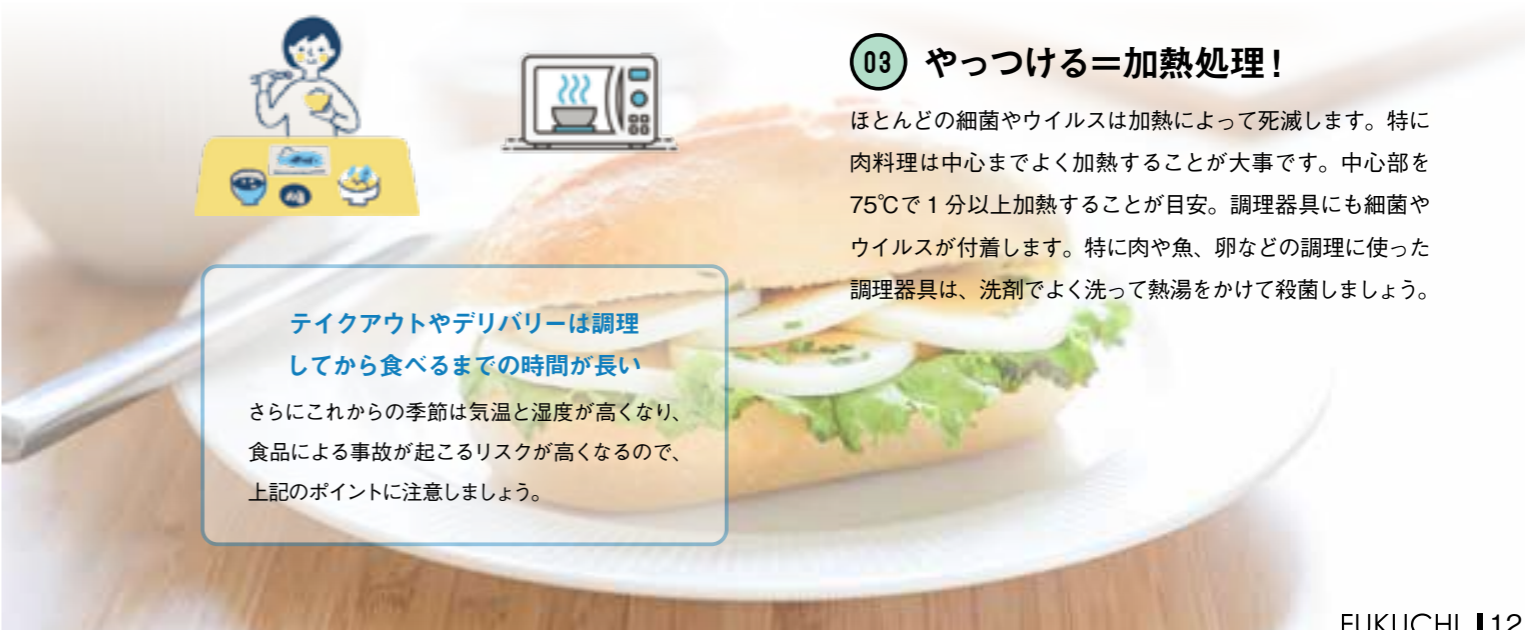 03 やっつける＝加熱処理！
ほとんどの細菌やウイルスは加熱によって死滅します。特に
肉料理は中心までよく加熱することが大事です。中心部を
75℃で1分以上加熱することが目安。調理器具にも細菌や
ウイルスが付着します。特に肉や魚、卵などの調理に使った
調理器具は、洗剤でよく洗って熱湯をかけて殺菌しましょう。
テイクアウトやデリバリーは調理
してから食べるまでの時間が長い
さらにこれからの季節は気温と湿度が高くなり、
食品による事故が起こるリスクが高くなるので、
上記のポイントに注意しましょう。
FUKUCHI 12